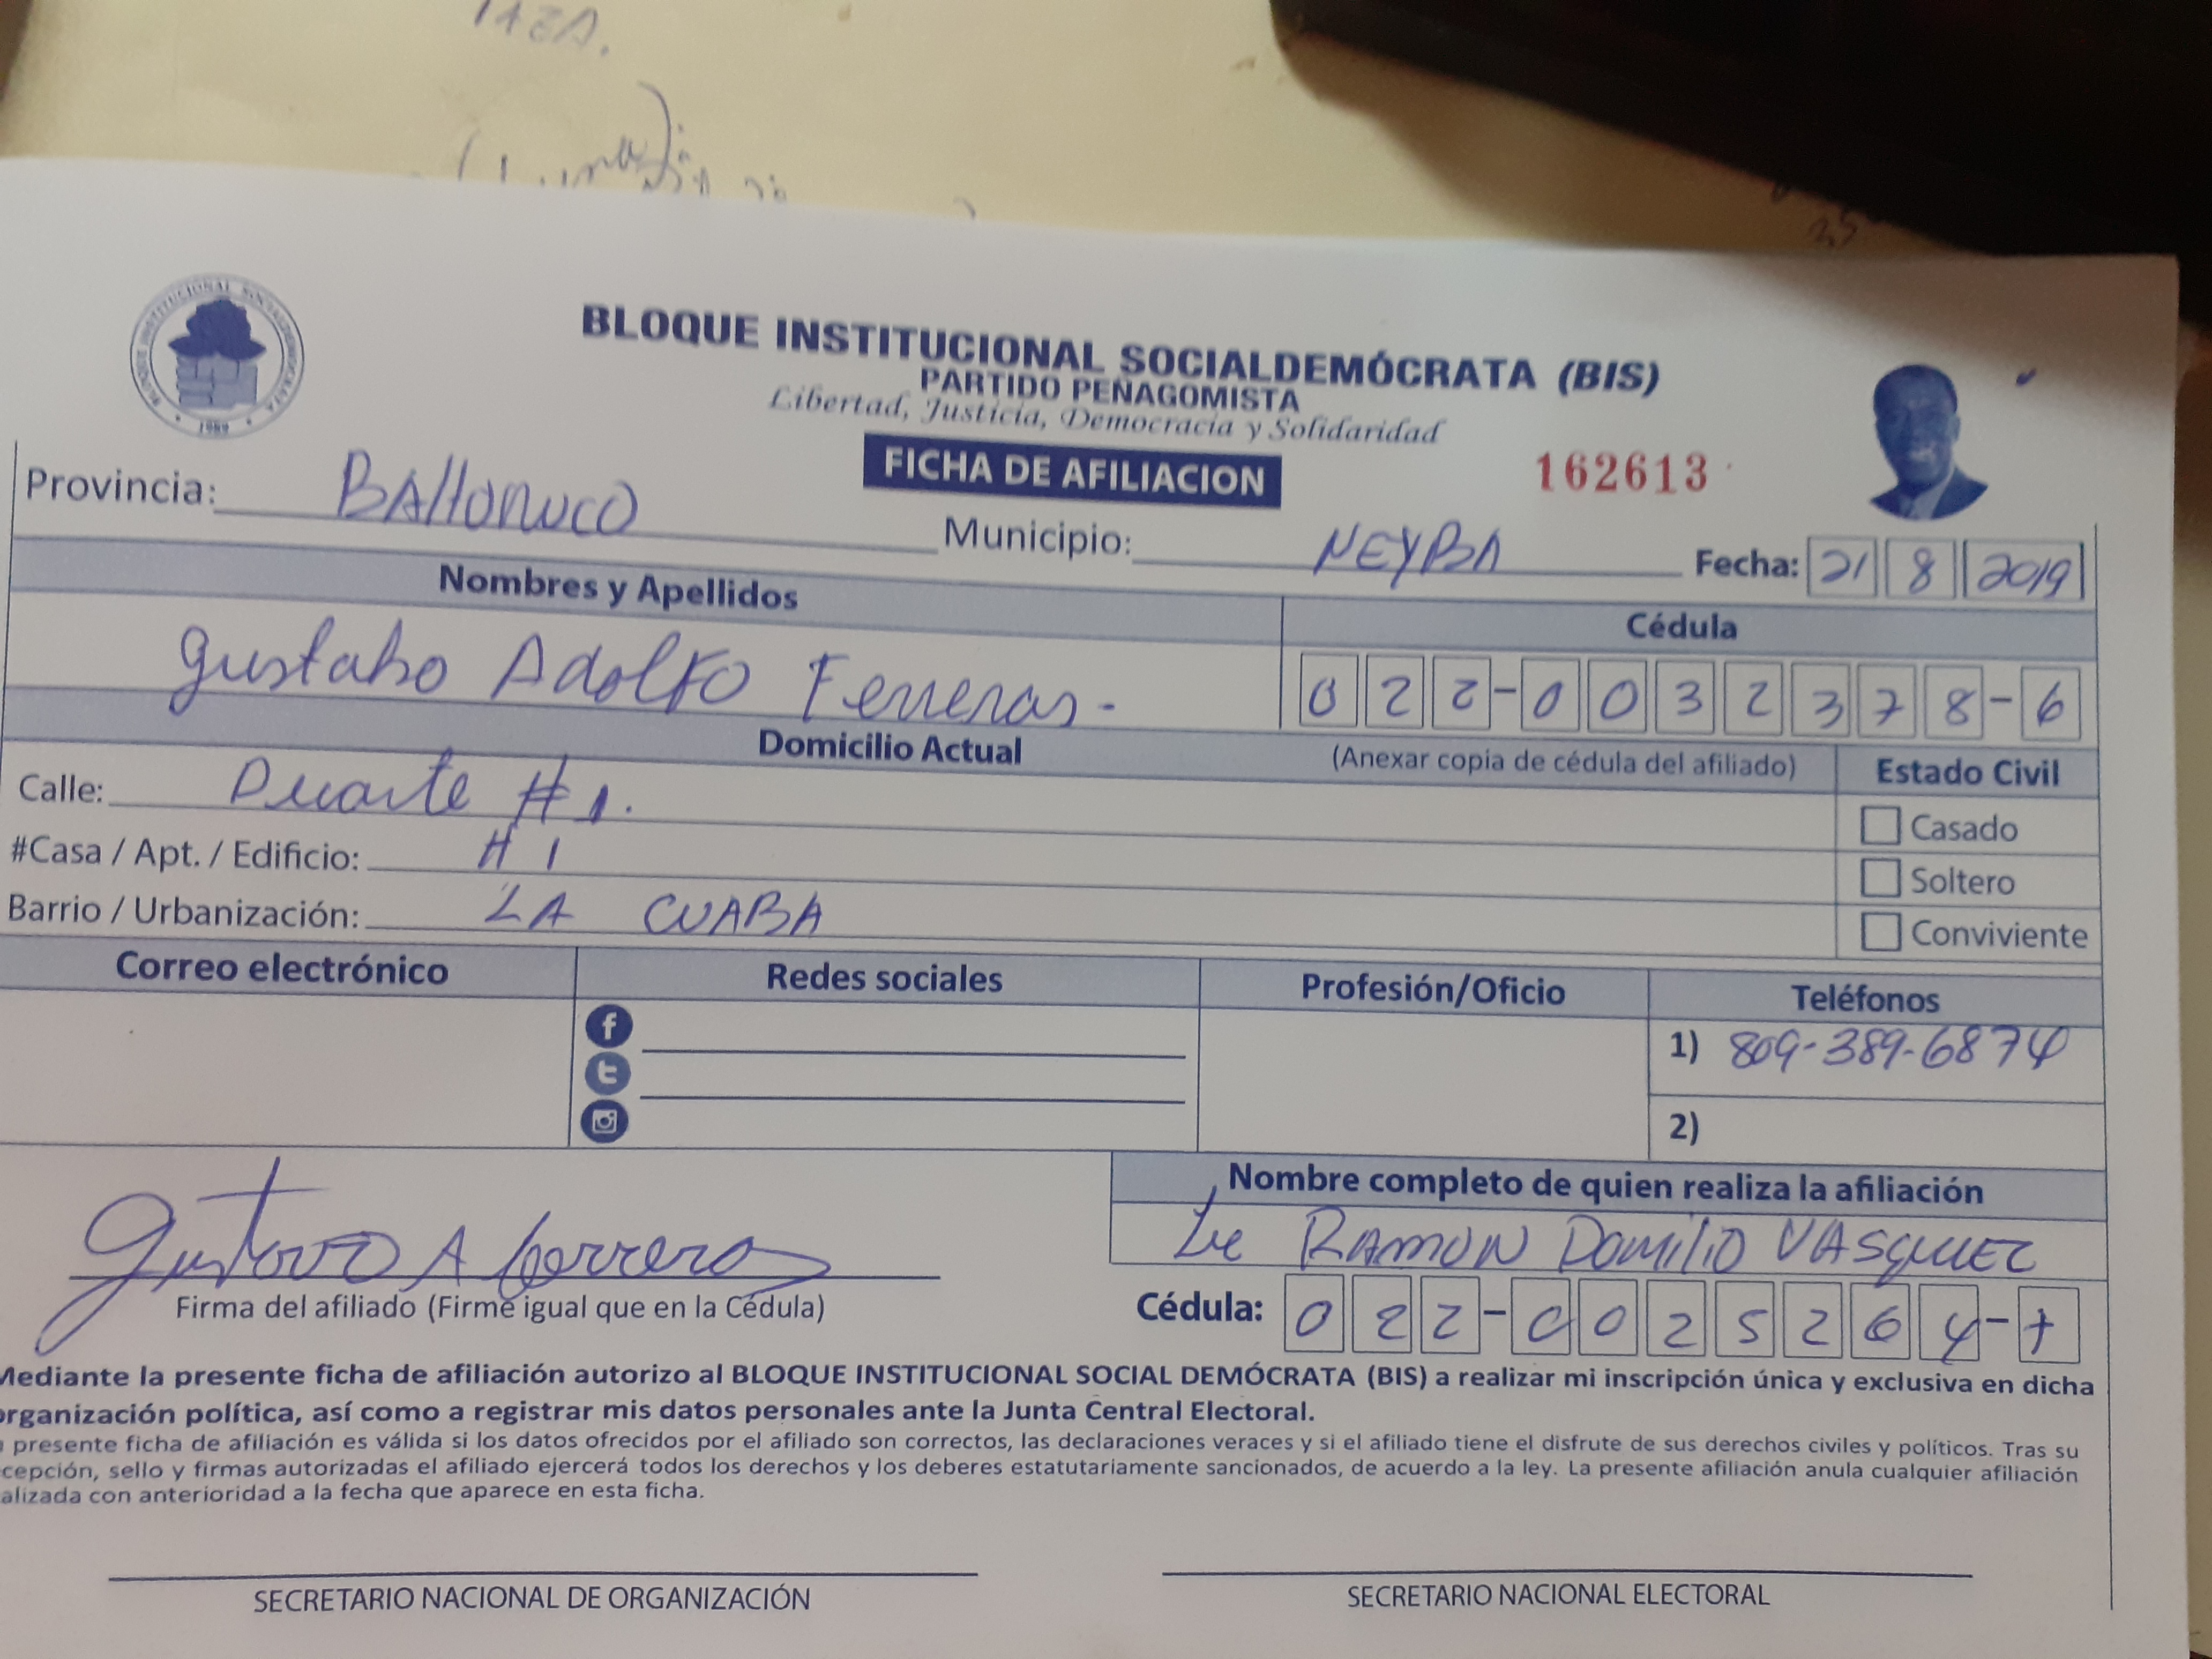 BLOQUE INSTITUCIONAL SOCIALDEMÓCRATA • 1989 •
BLOQUE INSTITUCIONAL SOCIALDEMÓCRATA (BIS)
PARTIDO PEÑAGOMISTA
Libertad, Justicia, Democracia y Solidaridad
FICHA DE AFILIACION
162613
Provincia: BAHORUCO Municipio: NEYBA Fecha: 21 8 2019
Nombres y Apellidos Cédula
Gustabo Adolfo Ferreras. 022-0032378-6
Domicilio Actual (Anexar copia de cédula del afiliado) Estado Civil
Calle: Duarte #1. Casado
#Casa / Apt. / Edificio: #1 Soltero
Barrio / Urbanización: LA CUABA Conviviente
Correo electrónico Redes sociales Profesión/Oficio Teléfonos
1) 809-389-6874
2)
Nombre completo de quien realiza la afiliación
RAMON DOMILIO VASQUEZ
Gustavo A ferreras
Firma del afiliado (Firme igual que en la Cédula)
Cédula: 022-0025264-7
Mediante la presente ficha de afiliación autorizo al BLOQUE INSTITUCIONAL SOCIAL DEMÓCRATA (BIS) a realizar mi inscripción única y exclusiva en dicha
organización política, así como a registrar mis datos personales ante la Junta Central Electoral.
presente ficha de afiliación es válida si los datos ofrecidos por el afiliado son correctos, las declaraciones veraces y si el afiliado tiene el disfrute de sus derechos civiles y políticos. Tras su
cepción, sello y firmas autorizadas el afiliado ejercerá todos los derechos y los deberes estatutariamente sancionados, de acuerdo a la ley. La presente afiliación anula cualquier afiliación
alizada con anterioridad a la fecha que aparece en esta ficha.
SECRETARIO NACIONAL DE ORGANIZACIÓN SECRETARIO NACIONAL ELECTORAL